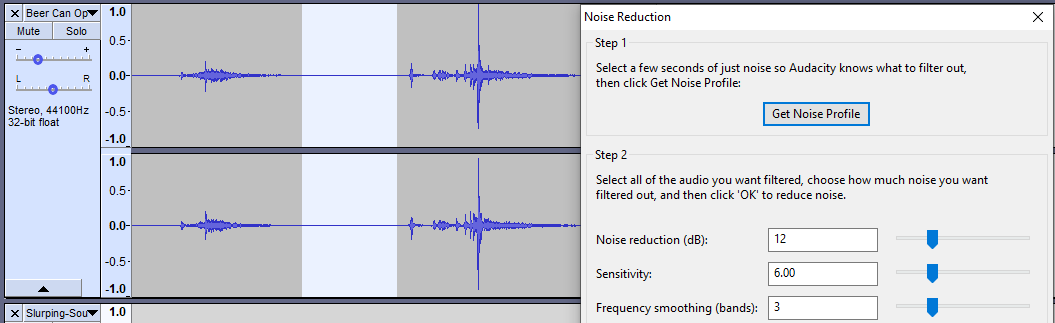 Beer Can Op
Mute Solo
- +
L R
Stereo, 44100Hz
32-bit float
1.0
0.5
0.0
-0.5
-1.0
1.0
0.5
0.0
-0.5
-1.0
Slurping-Sou
1.0
Noise Reduction
Step 1
Select a few seconds of just noise so Audacity knows what to filter out,
then click Get Noise Profile:
Get Noise Profile
Step 2
Select all of the audio you want filtered, choose how much noise you want
filtered out, and then click 'OK' to reduce noise.
Noise reduction (dB): 12
Sensitivity: 6.00
Frequency smoothing (bands): 3